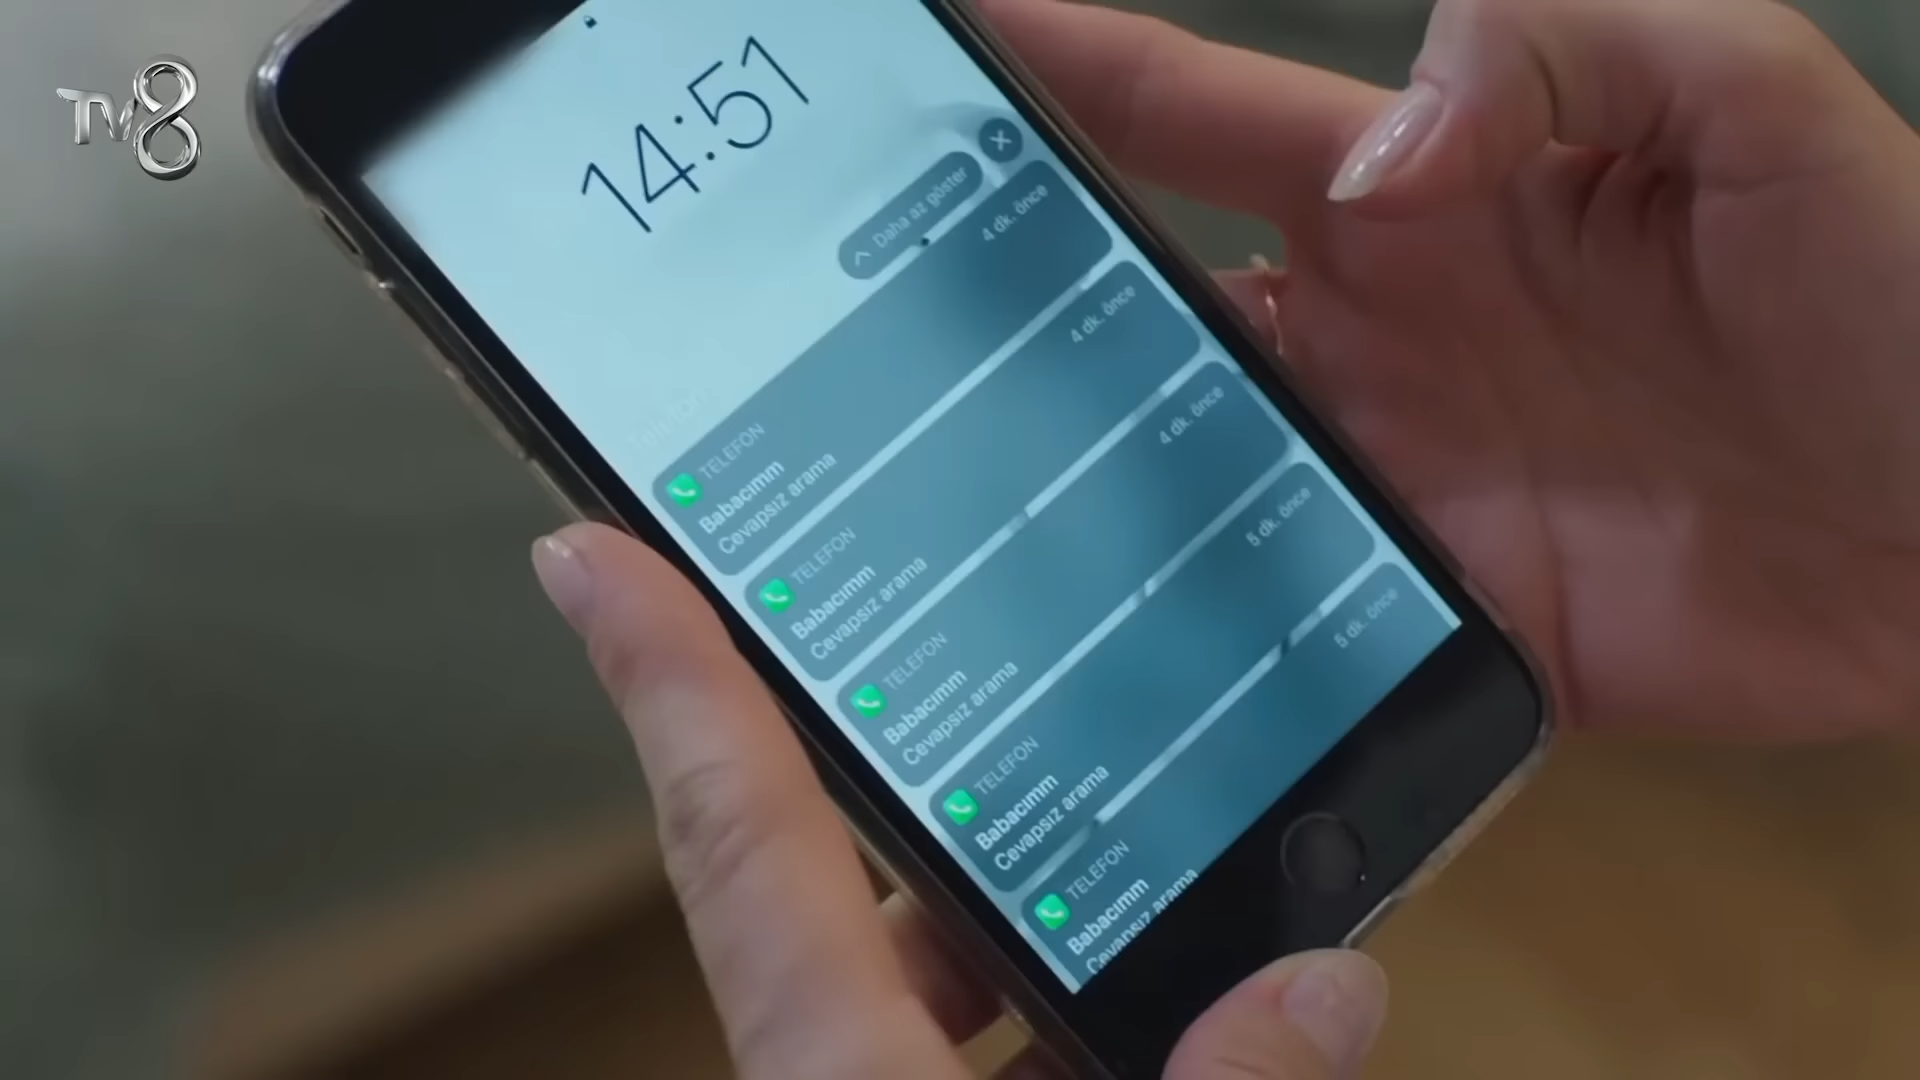 TV8
14:51
Daha az göster
TELEFON
4 dk. önce
Babacımm
Cevapsız arama
TELEFON
4 dk. önce
Babacımm
Cevapsız arama
TELEFON
4 dk. önce
Babacımm
Cevapsız arama
TELEFON
5 dk. önce
Babacımm
Cevapsız arama
TELEFON
5 dk. önce
Babacımm
Cevapsız arama